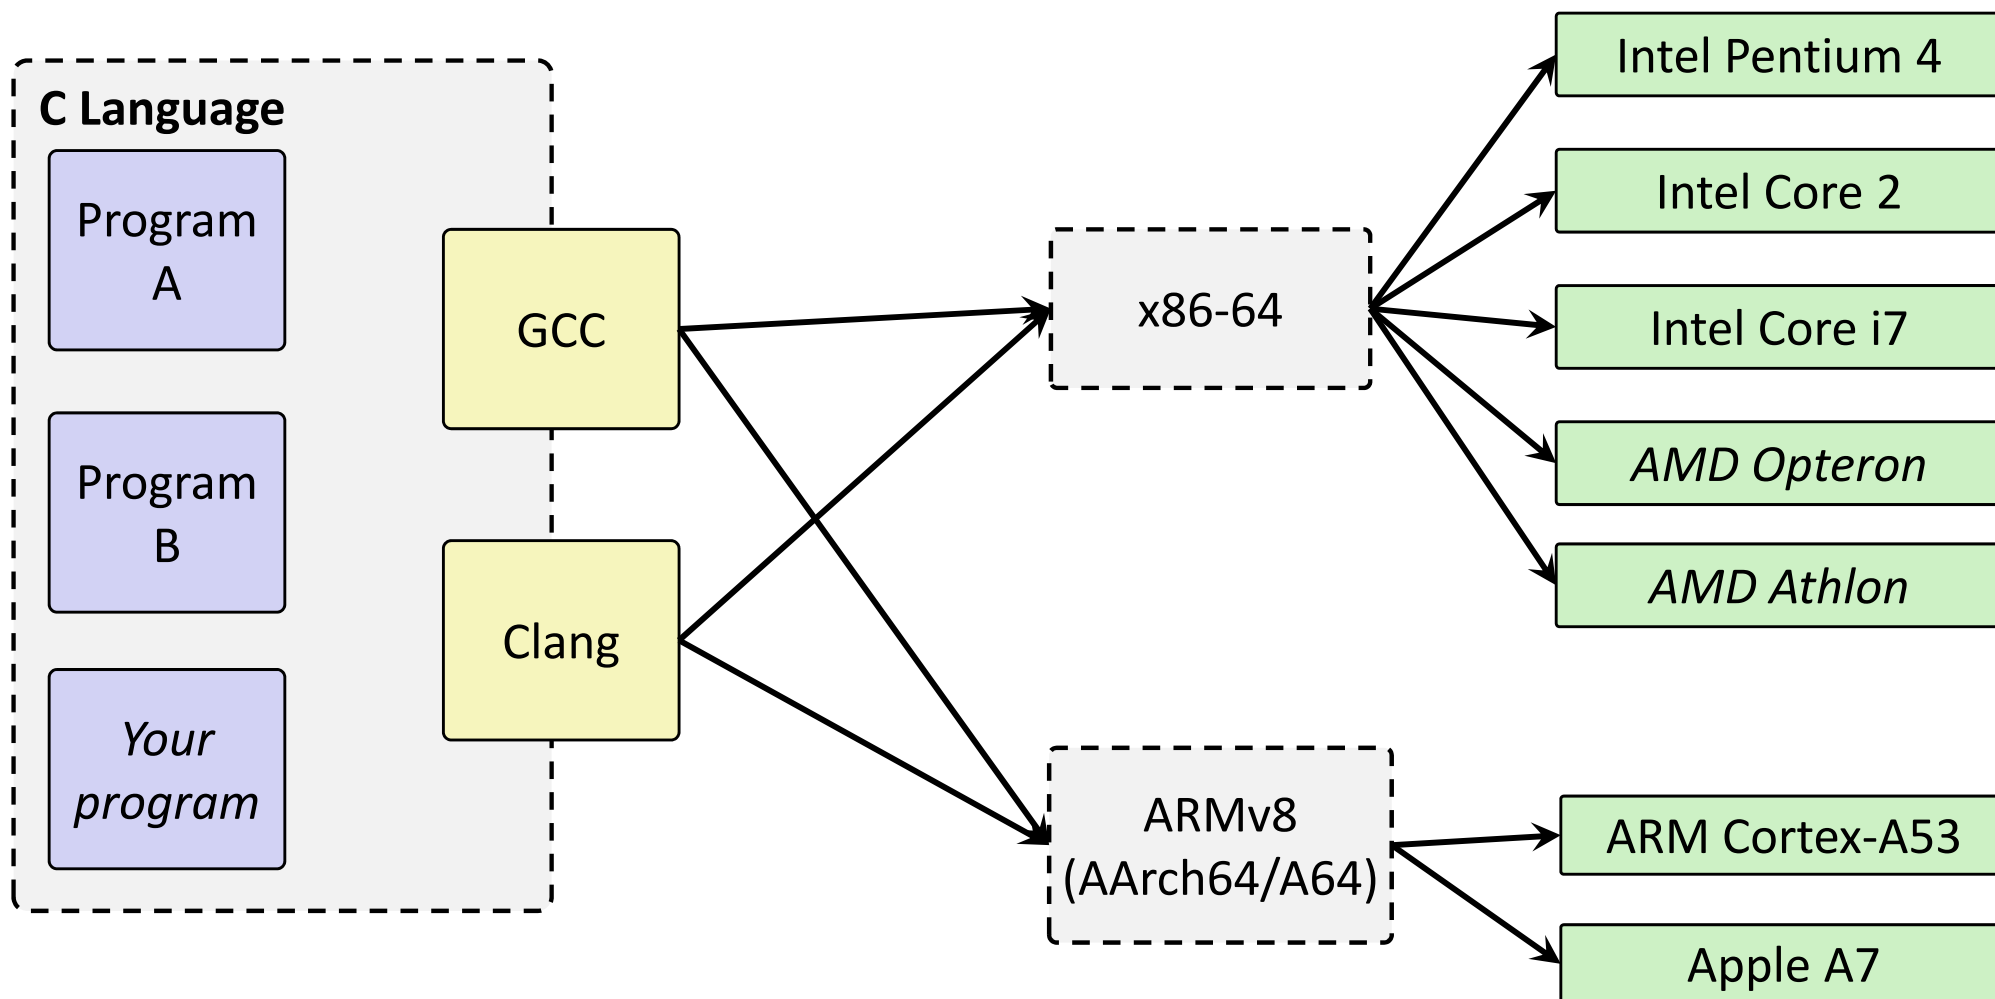 C Language
Program
A
Program
B
Your
program
GCC
Clang
x86-64
ARMv8
(AArch64/A64)
Intel Pentium 4
Intel Core 2
Intel Core i7
AMD Opteron
AMD Athlon
ARM Cortex-A53
Apple A7